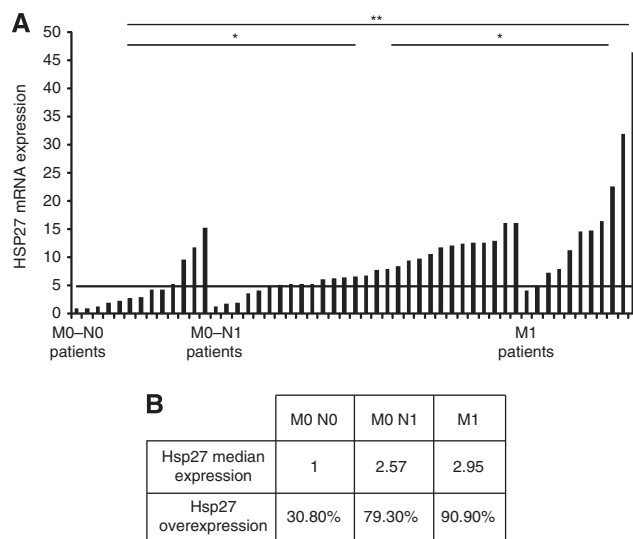 A
**
*
*
HSP27 mRNA expression
50
45
40
35
30
25
20
15
10
5
0
M0–N0
patients
M0–N1
patients
M1
patients
B
M0 N0 M0 N1 M1
Hsp27 median
expression
1 2.57 2.95
Hsp27
overexpression
30.80% 79.30% 90.90%